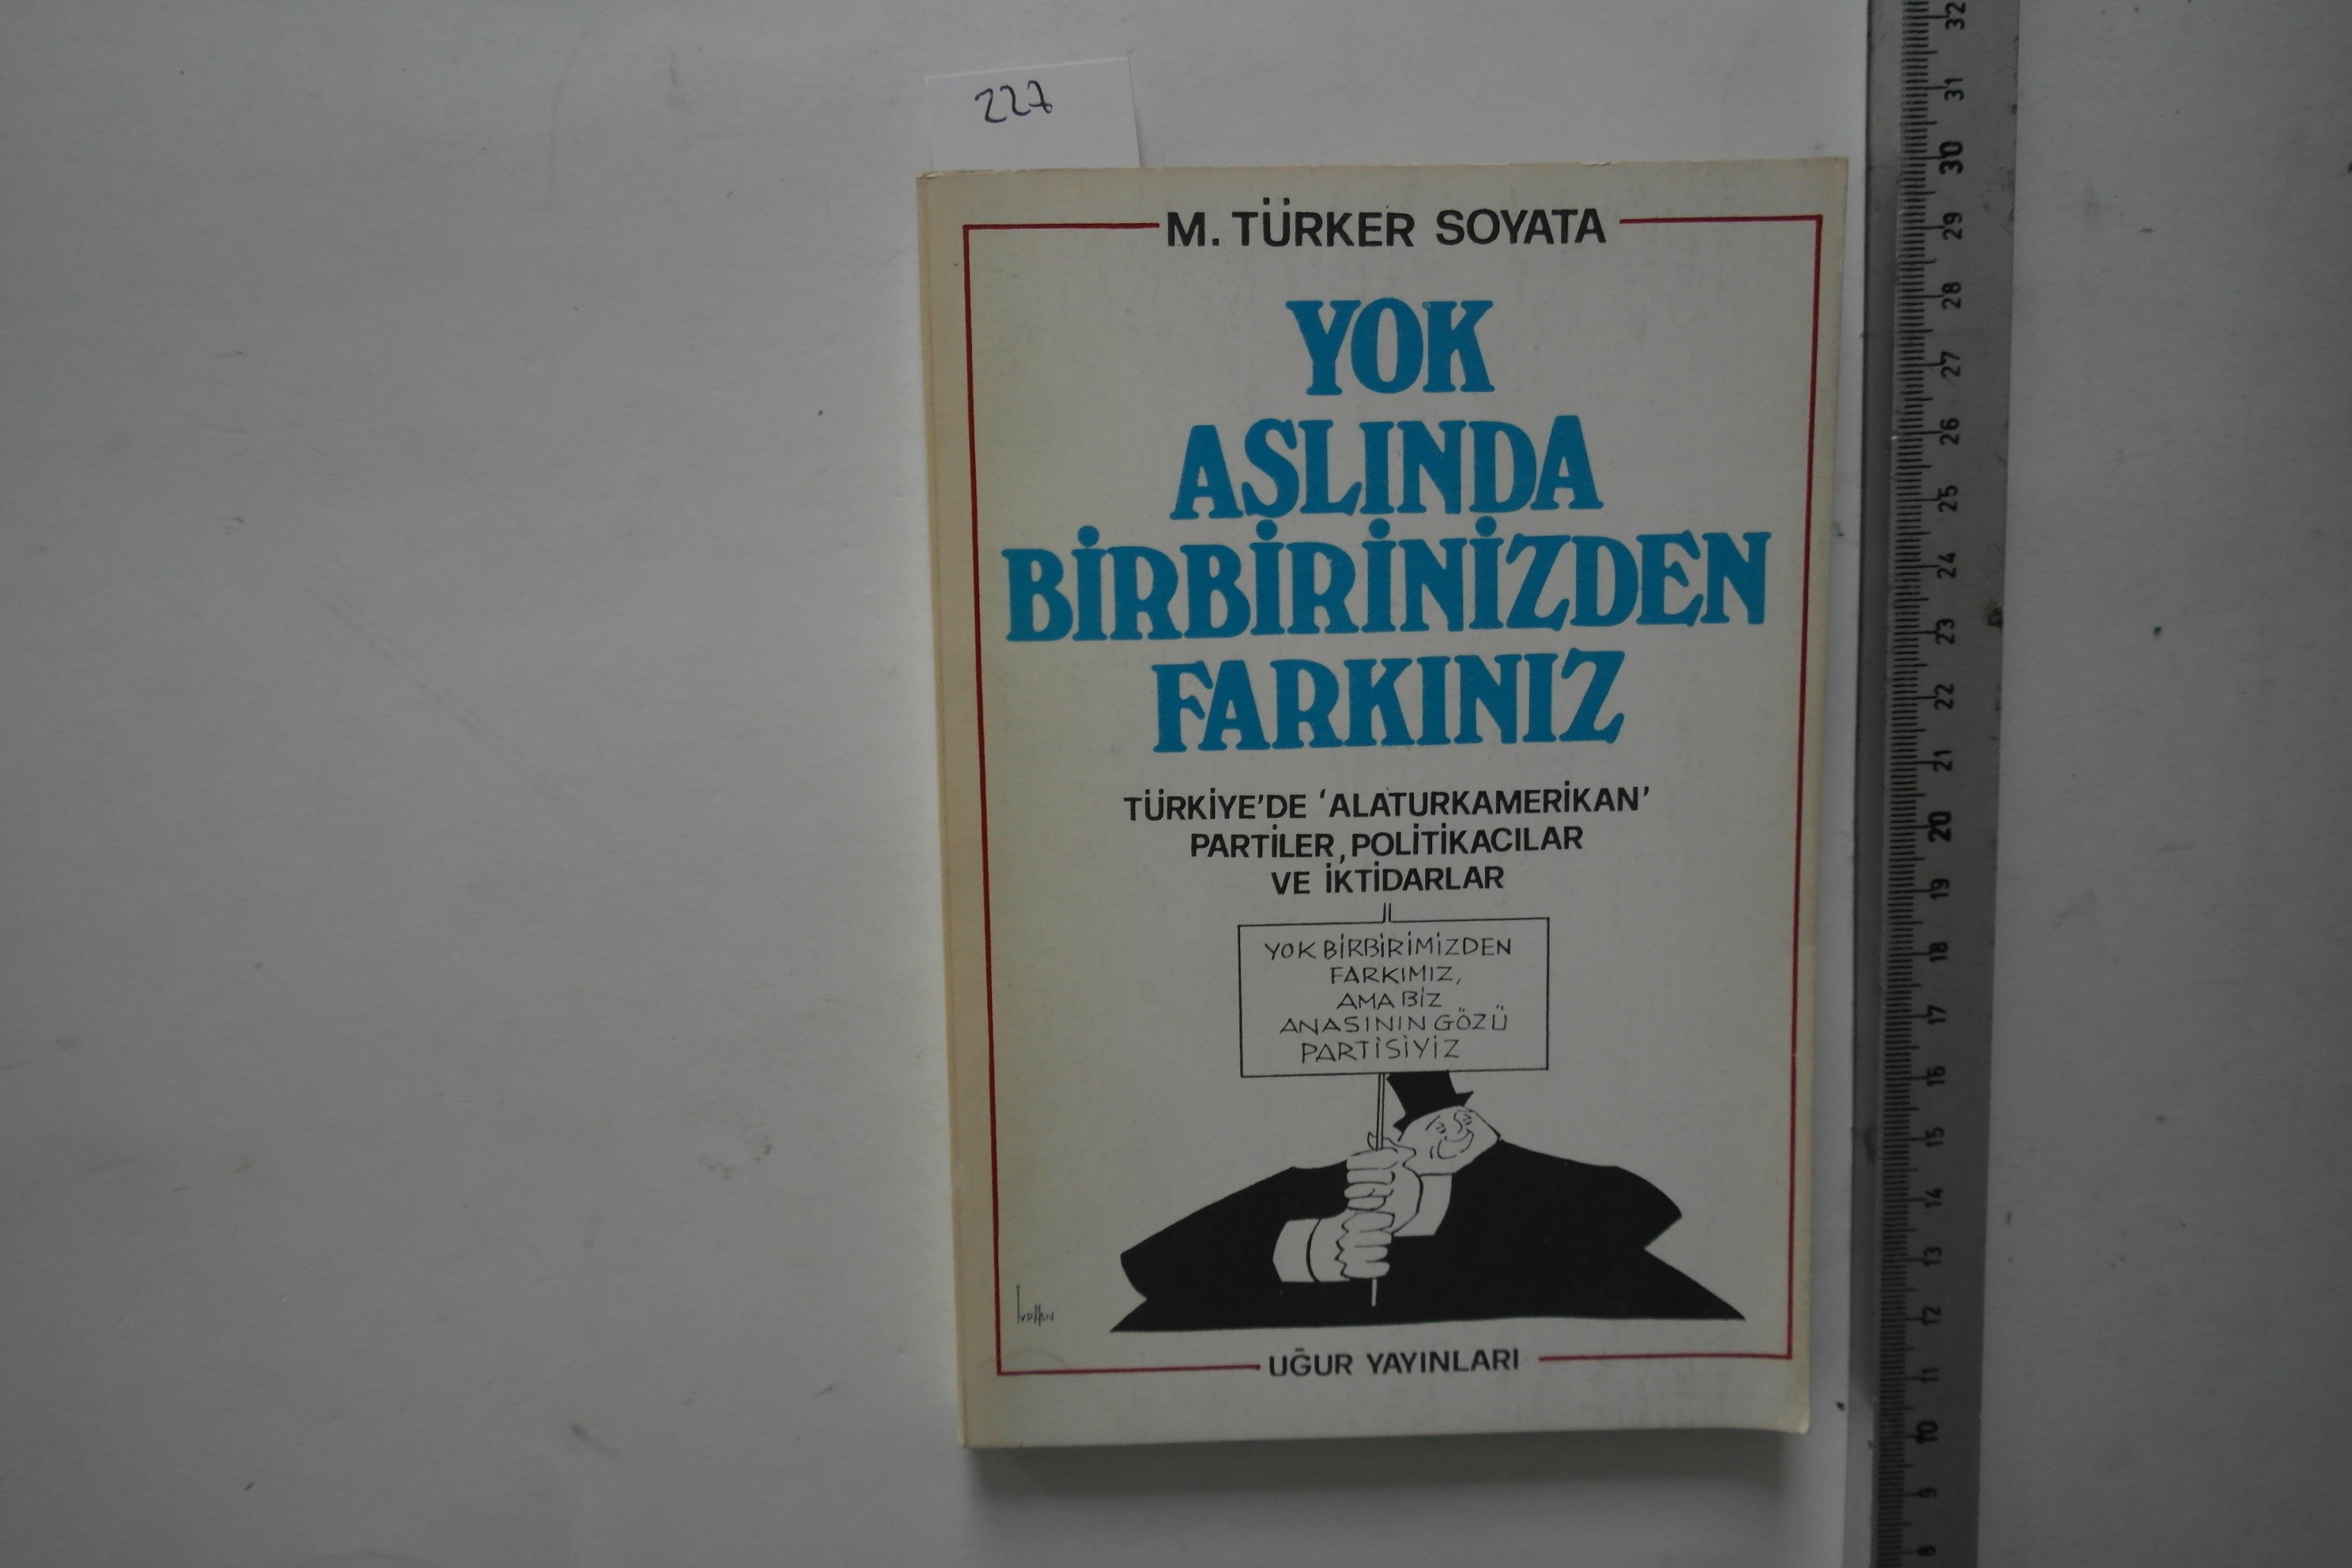 227
M. TÜRKER SOYATA
YOK
ASLINDA
BİRBİRİNİZDEN
FARKINIZ
TÜRKİYE'DE 'ALATURKAMERİKAN'
PARTİLER, POLİTİKACILAR
VE İKTİDARLAR
YOK BİRBİRİMİZDEN
FARKIMIZ,
AMA BİZ
ANASININ GÖZÜ
PARTİSİYİZ
UĞUR YAYINLARI
32
31
30
29
28
27
26
25
24
23
22
21
20
19
18
17
16
15
14
13
12
11
10
9
8